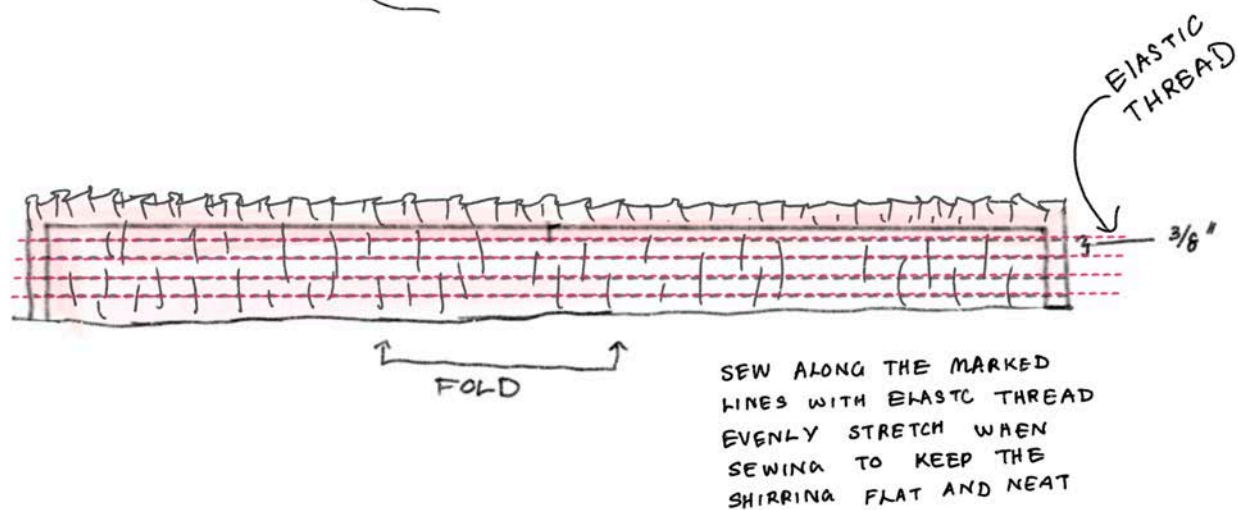 ELASTIC
THREAD
3/8"
FOLD
SEW ALONG THE MARKED
LINES WITH ELASTC THREAD
EVENLY STRETCH WHEN
SEWING TO KEEP THE
SHIRRING FLAT AND NEAT